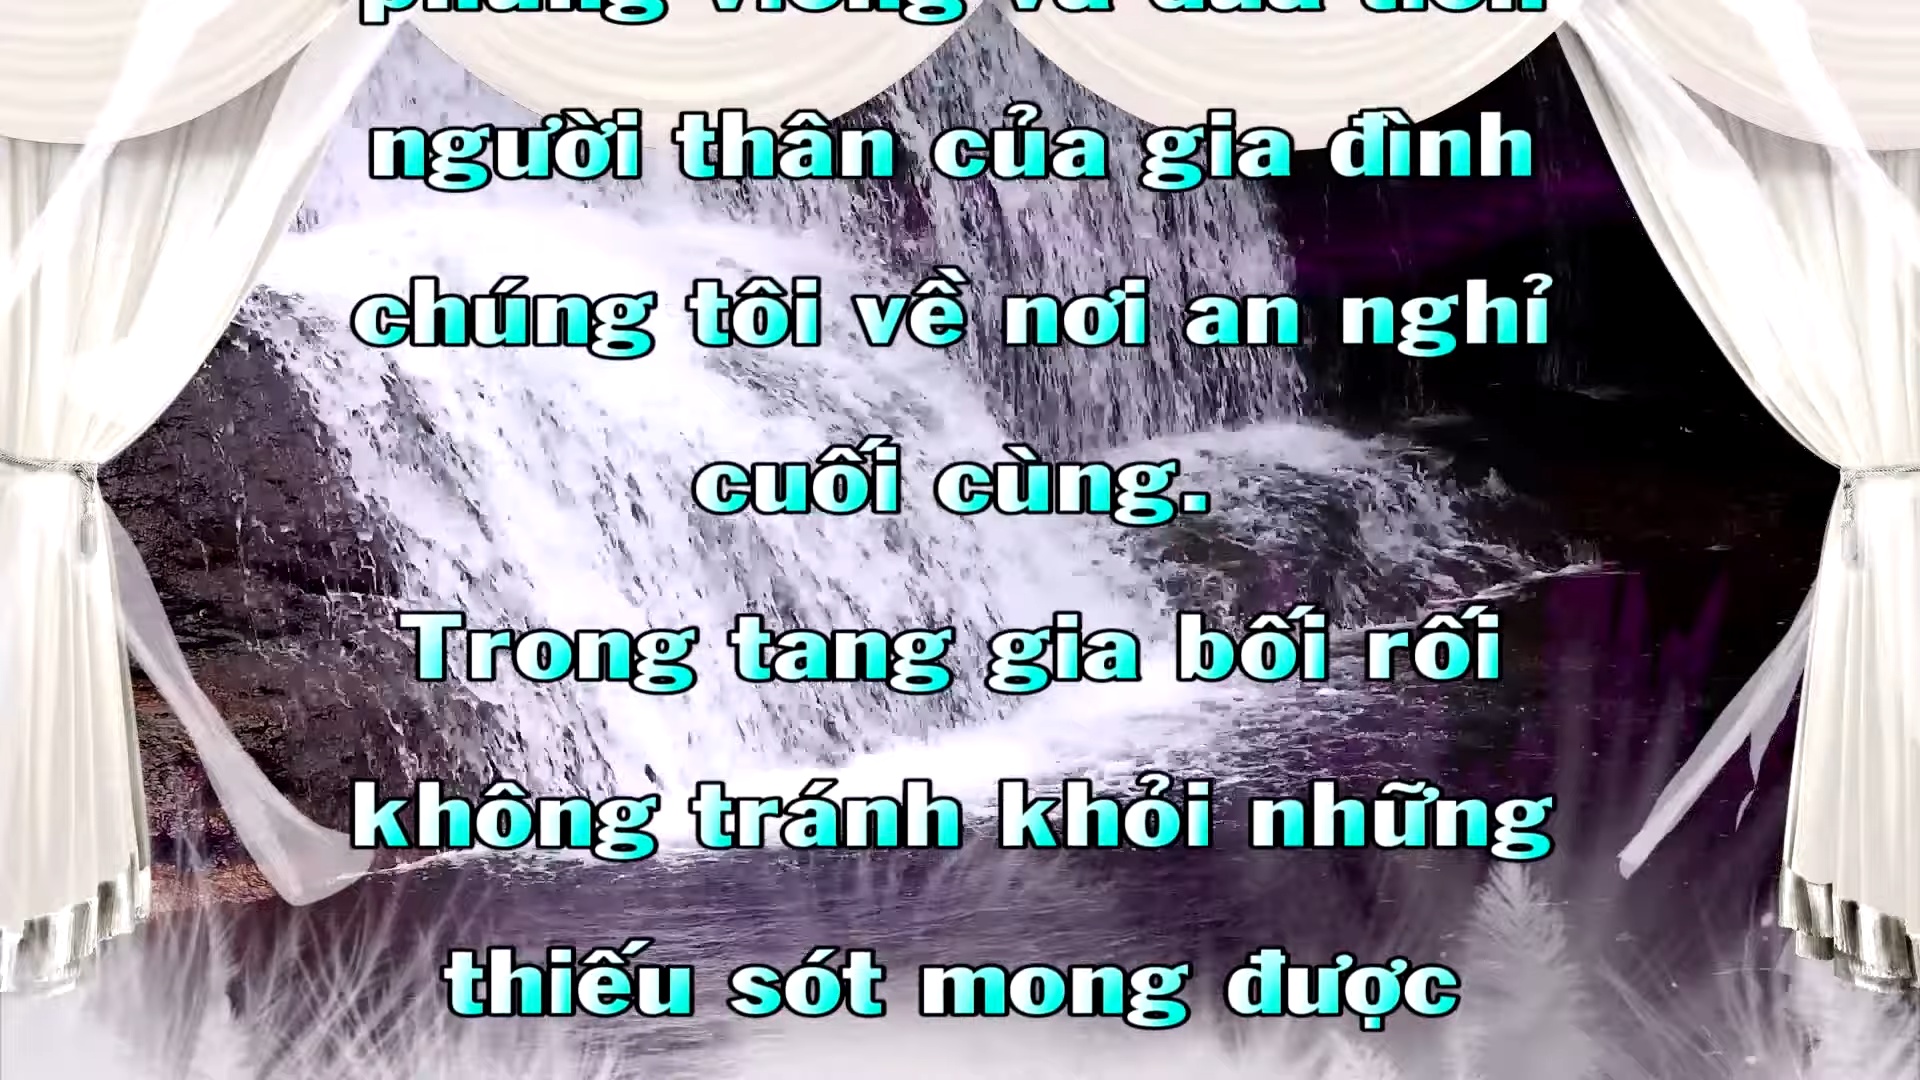 người thân của gia đình
chúng tôi về nơi an nghỉ
cuối cùng.
Trong tang gia bối rối
không tránh khỏi những
thiếu sót mong được